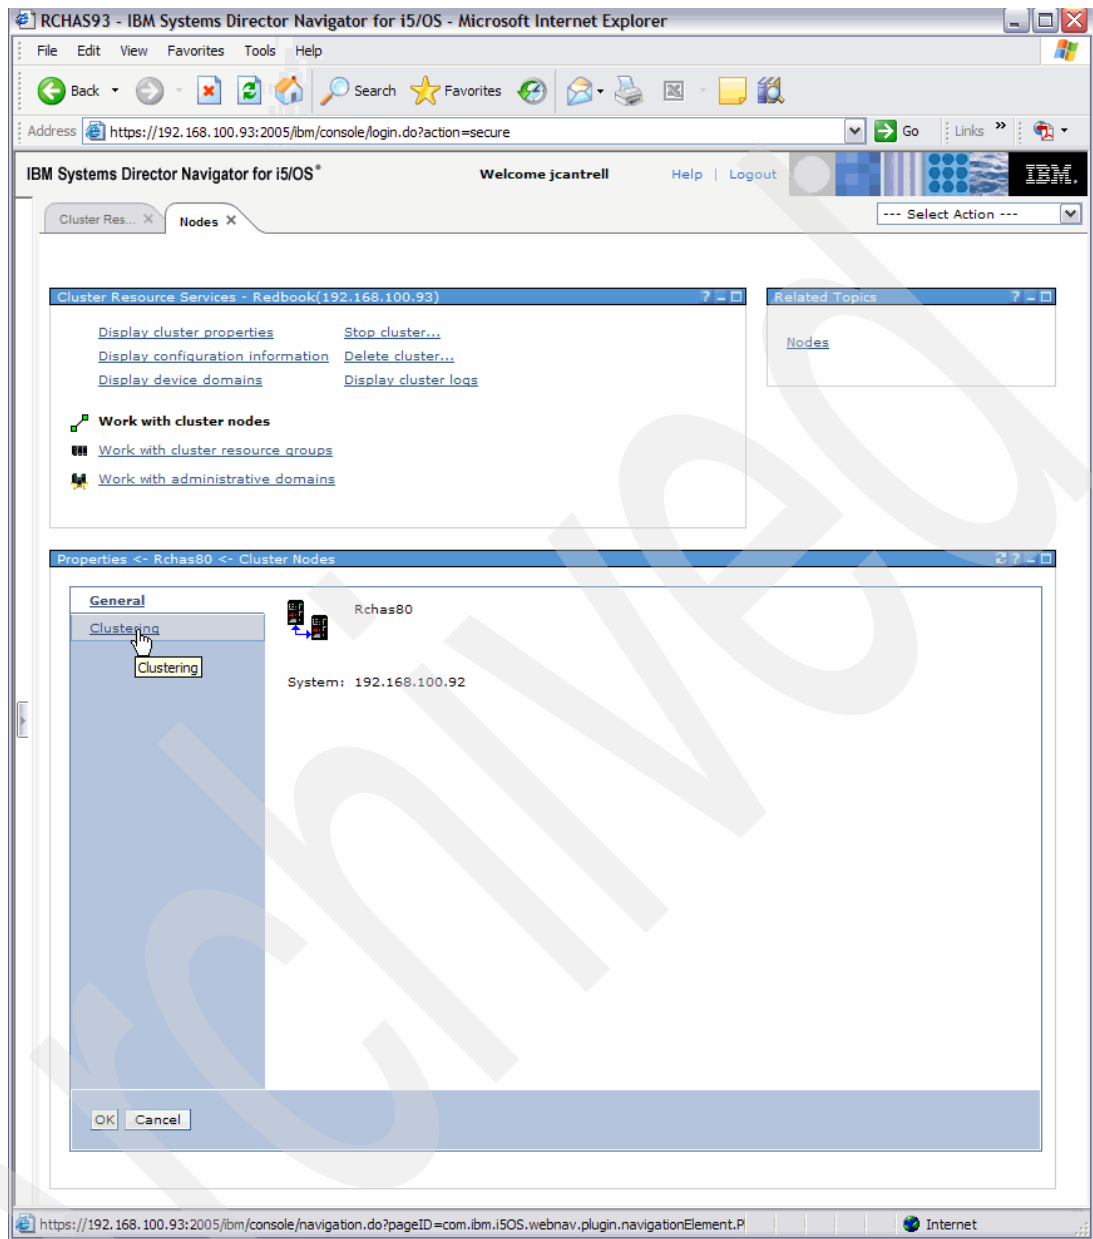 RCHAS93 - IBM Systems Director Navigator for i5/OS - Microsoft Internet Explorer
File Edit View Favorites Tools Help
Back Search Favorites
Address https://192.168.100.93:2005/ibm/console/login.do?action=secure Go Links »
IBM Systems Director Navigator for i5/OS® Welcome jcantrell Help | Logout IBM.
Cluster Res... X Nodes X --- Select Action ---
Cluster Resource Services - Redbook(192.168.100.93) ? Related Topics ?
Display cluster properties Stop cluster...
Display configuration information Delete cluster... Nodes
Display device domains Display cluster logs
Work with cluster nodes
Work with cluster resource groups
Work with administrative domains
Properties <- Rchas80 <- Cluster Nodes ?
General
Rchas80
Clustering
Clustering
System: 192.168.100.92
OK Cancel
https://192.168.100.93:2005/ibm/console/navigation.do?pageID=com.ibm.i5OS.webnav.plugin.navigationElement.P Internet
Archived